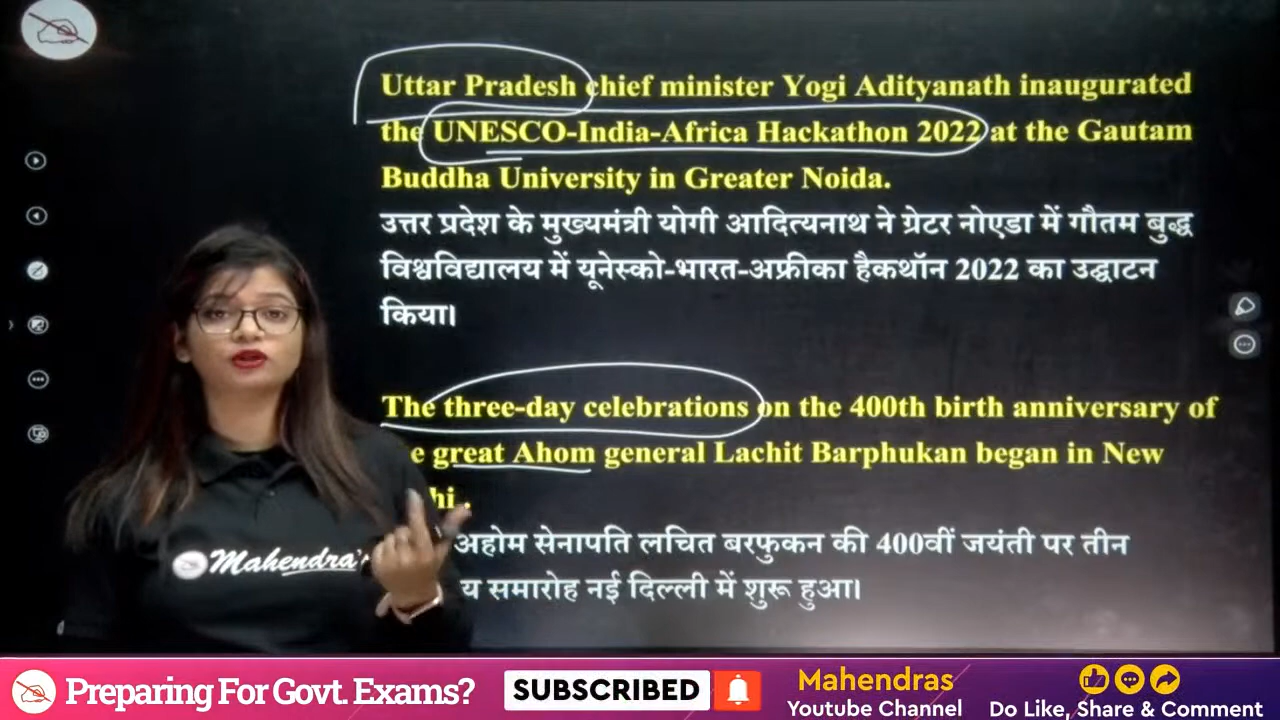 Uttar Pradesh chief minister Yogi Adityanath inaugurated
the UNESCO-India-Africa Hackathon 2022 at the Gautam
Buddha University in Greater Noida.
उत्तर प्रदेश के मुख्यमंत्री योगी आदित्यनाथ ने ग्रेटर नोएडा में गौतम बुद्ध
विश्वविद्यालय में यूनेस्को-भारत-अफ्रीका हैकथॉन 2022 का उद्घाटन
किया।
The three-day celebrations on the 400th birth anniversary of
e great Ahom general Lachit Barphukan began in New
hi .
अहोम सेनापति लचित बरफुकन की 400वीं जयंती पर तीन
य समारोह नई दिल्ली में शुरू हुआ।
Mahendra's
Preparing For Govt. Exams?
SUBSCRIBED
Mahendras
Youtube Channel
Do Like, Share & Comment